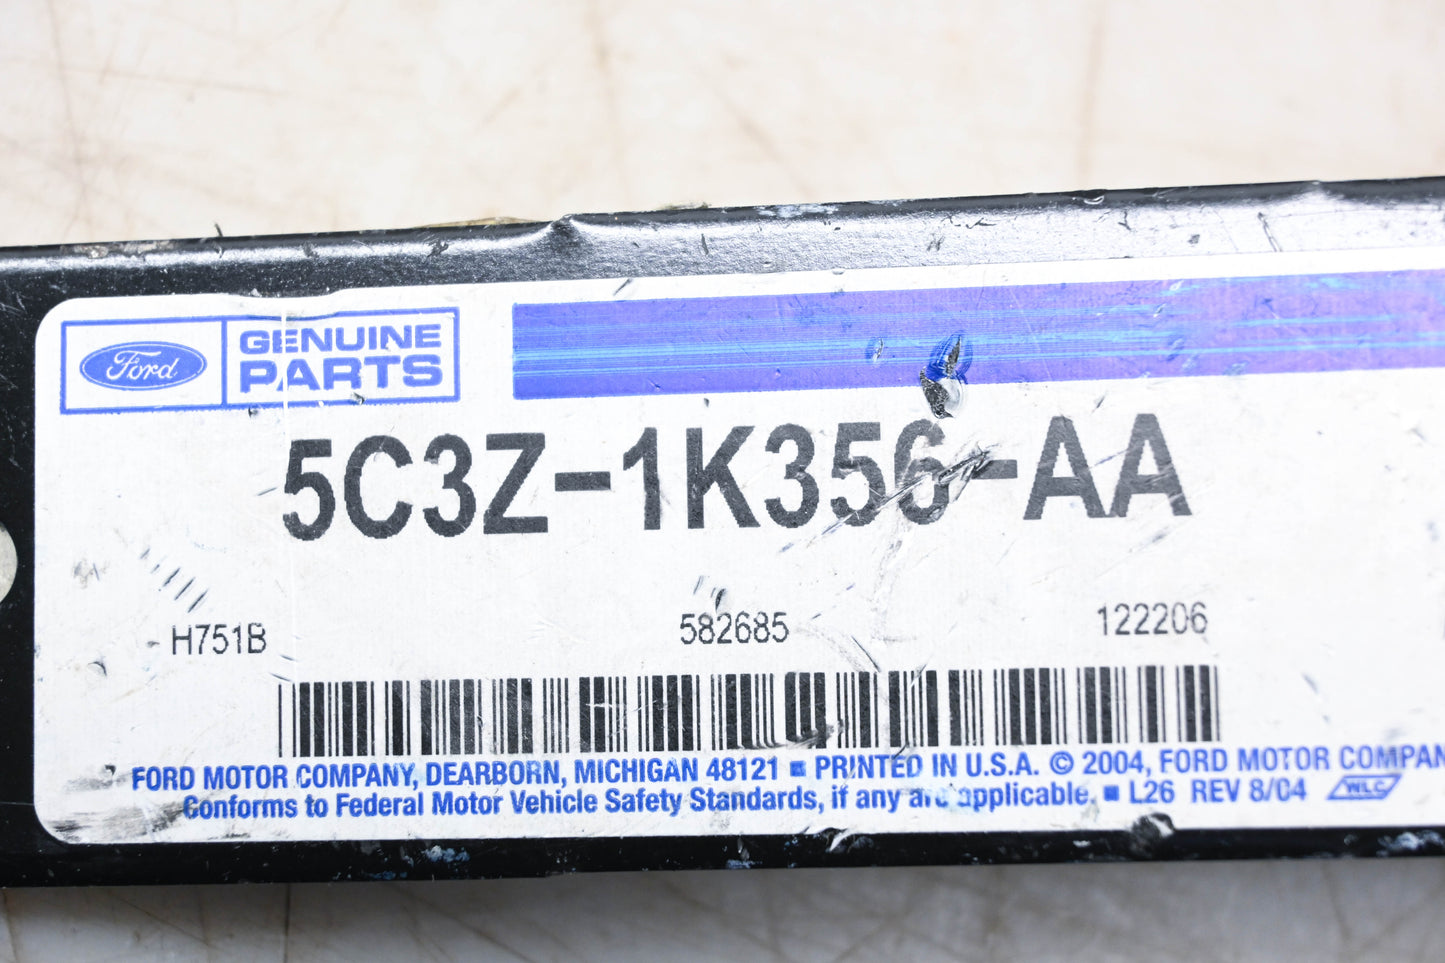 Ford
GENUINE
PARTS
5C3Z-1K356-AA
H751B 582685 122206
FORD MOTOR COMPANY, DEARBORN, MICHIGAN 48121 ■ PRINTED IN U.S.A. © 2004, FORD MOTOR COMPAN
Conforms to Federal Motor Vehicle Safety Standards, if any are applicable. ■ L26 REV 8/04 WLC